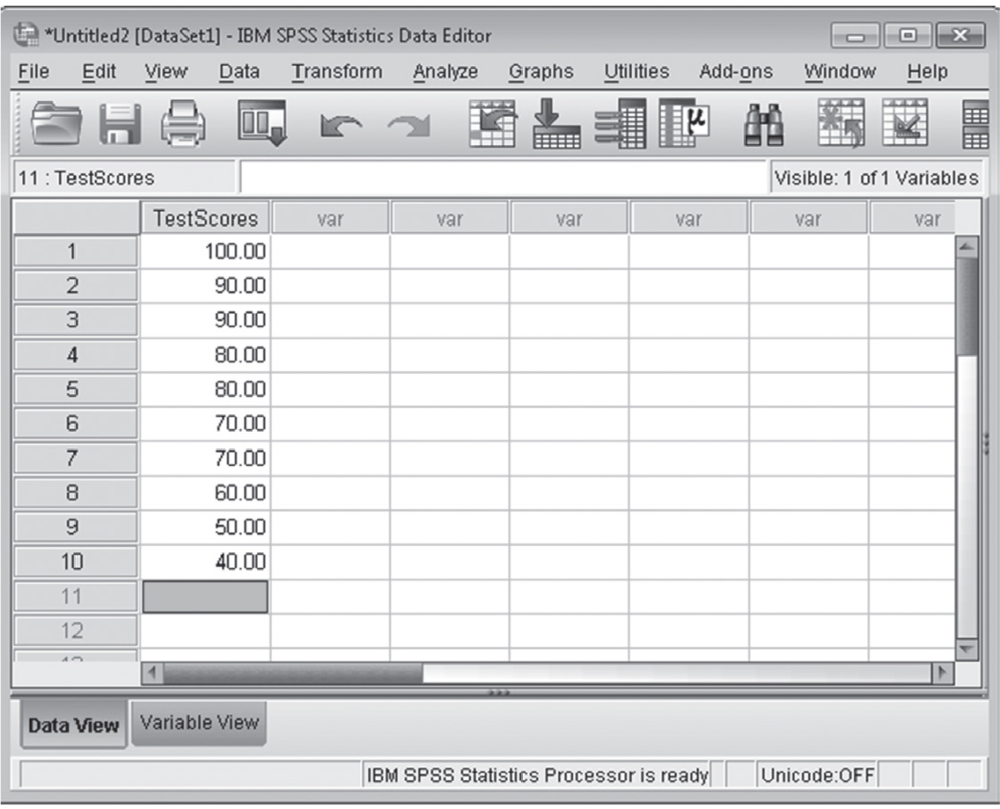 *Untitled2 [DataSet1] - IBM SPSS Statistics Data Editor
File Edit View Data Transform Analyze Graphs Utilities Add-ons Window Help
μ
11 : TestScores Visible: 1 of 1 Variables
TestScores var var var var var var
1 100.00
2 90.00
3 90.00
4 80.00
5 80.00
6 70.00
7 70.00
8 60.00
9 50.00
10 40.00
11
12
Data View Variable View
IBM SPSS Statistics Processor is ready Unicode:OFF